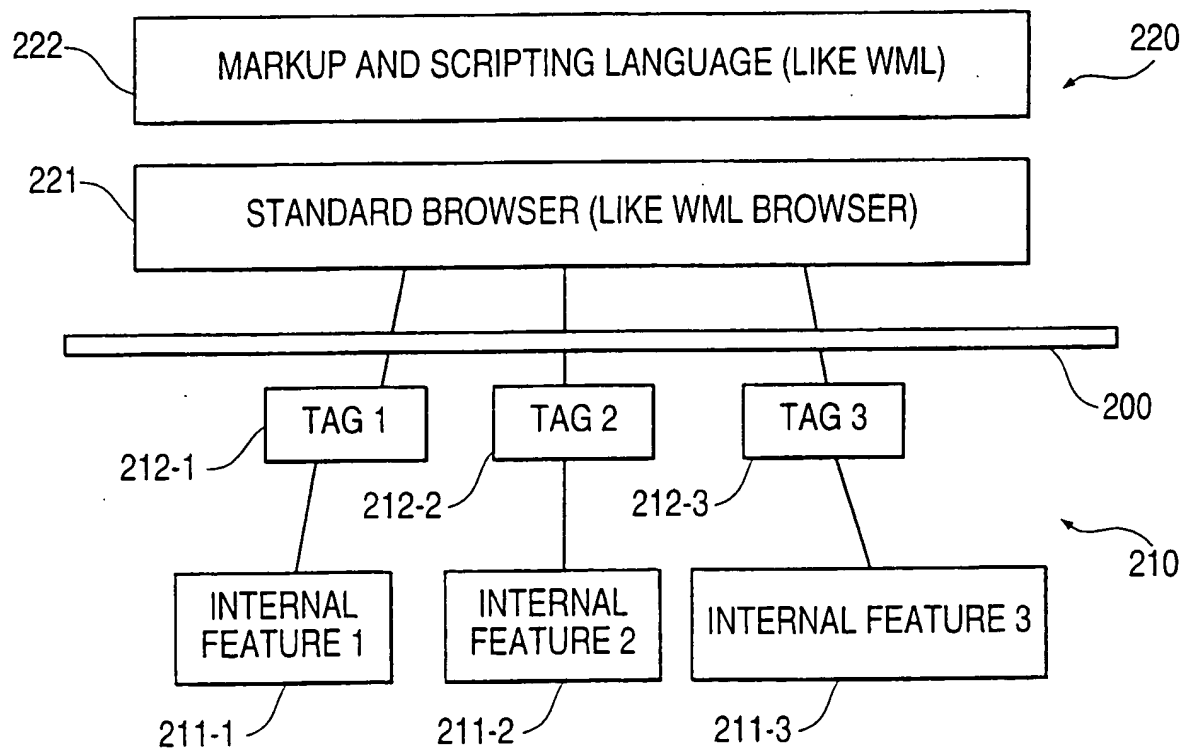 222
MARKUP AND SCRIPTING LANGUAGE (LIKE WML)
220
221
STANDARD BROWSER (LIKE WML BROWSER)
200
TAG 1
TAG 2
TAG 3
212-1
212-2
212-3
210
INTERNAL
FEATURE 1
INTERNAL
FEATURE 2
INTERNAL FEATURE 3
211-1
211-2
211-3